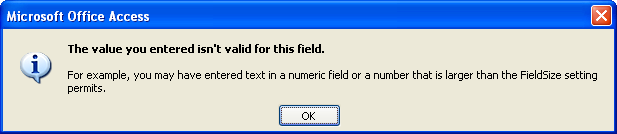 Microsoft Office Access
The value you entered isn't valid for this field.
For example, you may have entered text in a numeric field or a number that is larger than the FieldSize setting
permits.
OK